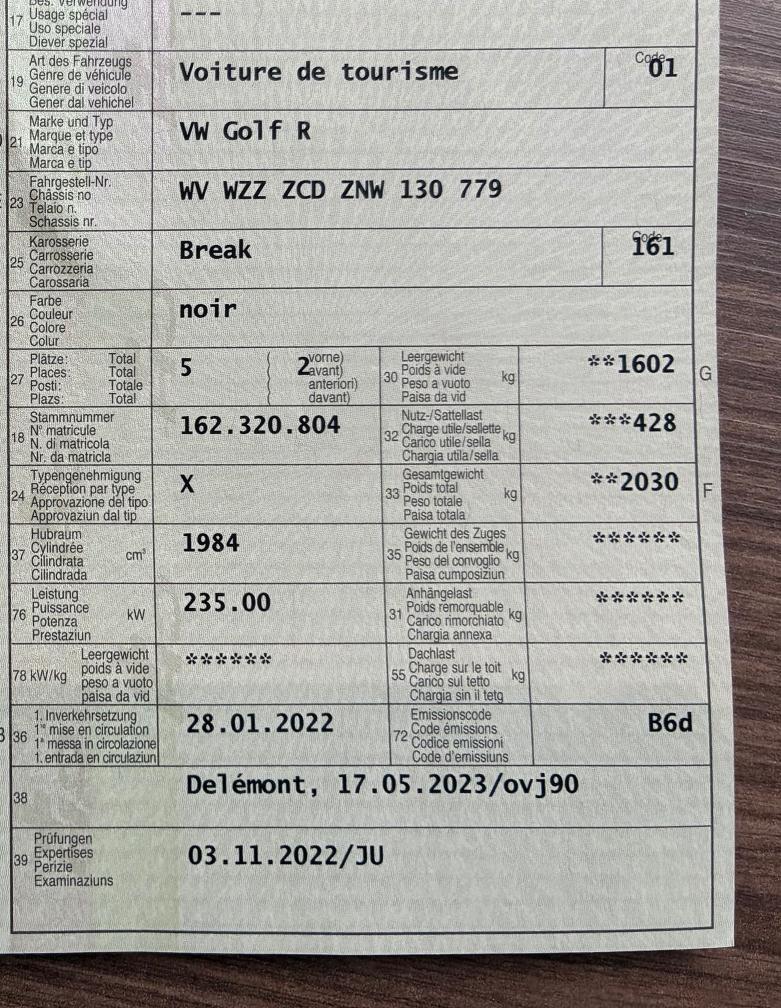 Bes. Verwendung
17 Usage spécial
Uso speciale
Diever spezial
---
Art des Fahrzeugs
19 Genre de véhicule
Genere di veicolo
Gener dal vehichel
Voiture de tourisme
Code
01
Marke und Typ
21 Marque et type
Marca e tipo
Marca e tip
VW Golf R
Fahrgestell-Nr.
23 Châssis no
Telaio n.
Schassis nr.
WV WZZ ZCD ZNW 130 779
Karosserie
25 Carrosserie
Carrozzeria
Carossaria
Break
Code
161
Farbe
26 Couleur
Colore
Colur
noir
Plätze: Total
27 Places: Total
Posti: Totale
Plazs: Total
5
2 vorne)
avant)
anteriori)
davant)
Leergewicht
30 Poids à vide kg
Peso a vuoto
Paisa da vid
**1602
G
Stammnummer
18 N° matricule
N. di matricola
Nr. da matricla
162.320.804
Nutz-/Sattellast
32 Charge utile/sellette kg
Carico utile/sella
Chargia utila/sella
***428
Typengenehmigung
24 Réception par type
Approvazione del tipo
Approvaziun dal tip
X
Gesamtgewicht
33 Poids total kg
Peso totale
Paisa totala
**2030
F
Hubraum
37 Cylindrée cm³
Cilindrata
Cilindrada
1984
Gewicht des Zuges
35 Poids de l'ensemble kg
Peso del convoglio
Paisa cumposiziun
******
Leistung
76 Puissance kW
Potenza
Prestaziun
235.00
Anhängelast
31 Poids remorquable kg
Carico rimorchiato
Chargia annexa
******
Leergewicht
78 kW/kg poids à vide
peso a vuoto
paisa da vid
******
Dachlast
55 Charge sur le toit kg
Carico sul tetto
Chargia sin il tetg
******
1. Inverkehrsetzung
36 1re mise en circulation
1a messa in circolazione
1. entrada en circulaziun
28.01.2022
Emissionscode
72 Code émissions
Codice emissioni
Code d'emissiuns
B6d
38
Delémont, 17.05.2023/ovj90
Prüfungen
39 Expertises
Perizie
Examinaziuns
03.11.2022/JU